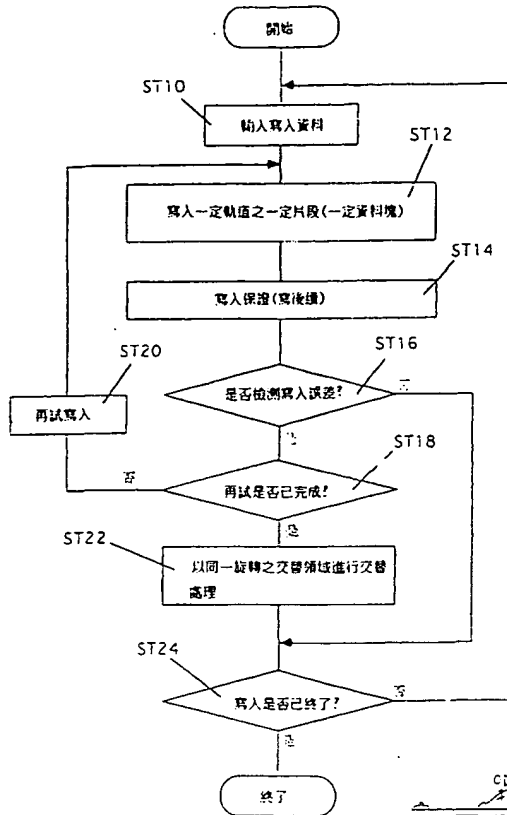 開始
ST10
輸入寫入資料
ST12
寫入一定軌道之一定片段(一定資料塊)
ST14
寫入保證(寫後讀)
ST16
ST20
是否檢測寫入誤差?
否
再試寫入
是
ST18
否
再試是否已完成?
是
ST22
以同一旋轉之交替領域進行交替
處理
ST24
寫入是否已終了?
否
是
終了